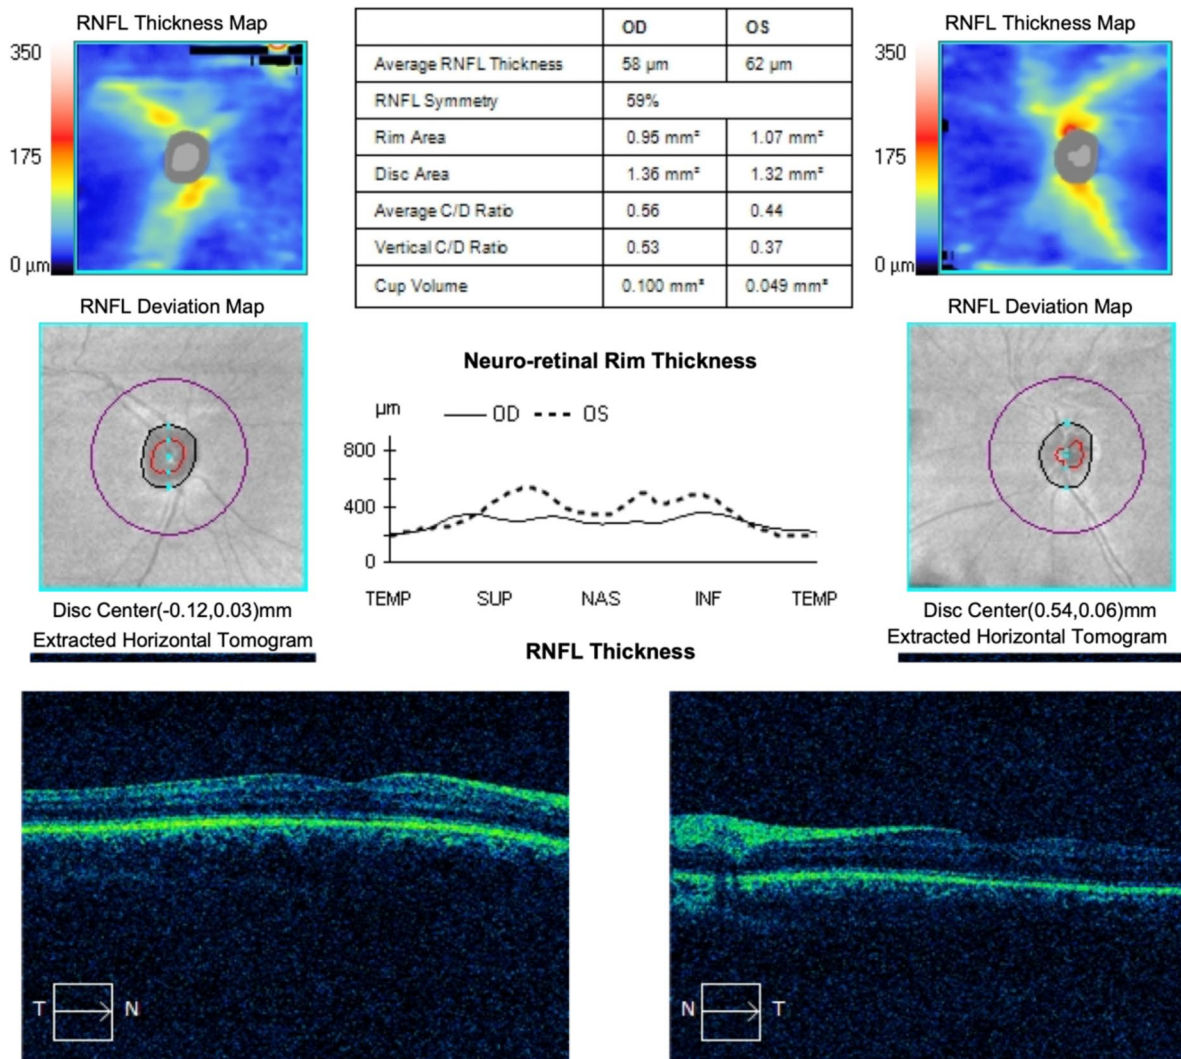 RNFL Thickness Map
350
175
0 µm
OD OS
Average RNFL Thickness 58 µm 62 µm
RNFL Symmetry 59%
Rim Area 0.95 mm² 1.07 mm²
Disc Area 1.36 mm² 1.32 mm²
Average C/D Ratio 0.56 0.44
Vertical C/D Ratio 0.53 0.37
Cup Volume 0.100 mm³ 0.049 mm³
RNFL Thickness Map
350
175
0 µm
RNFL Deviation Map
Disc Center(-0.12,0.03)mm
Extracted Horizontal Tomogram
Neuro-retinal Rim Thickness
µm OD OS
800
400
0
TEMP SUP NAS INF TEMP
RNFL Thickness
RNFL Deviation Map
Disc Center(0.54,0.06)mm
Extracted Horizontal Tomogram
T N
N T